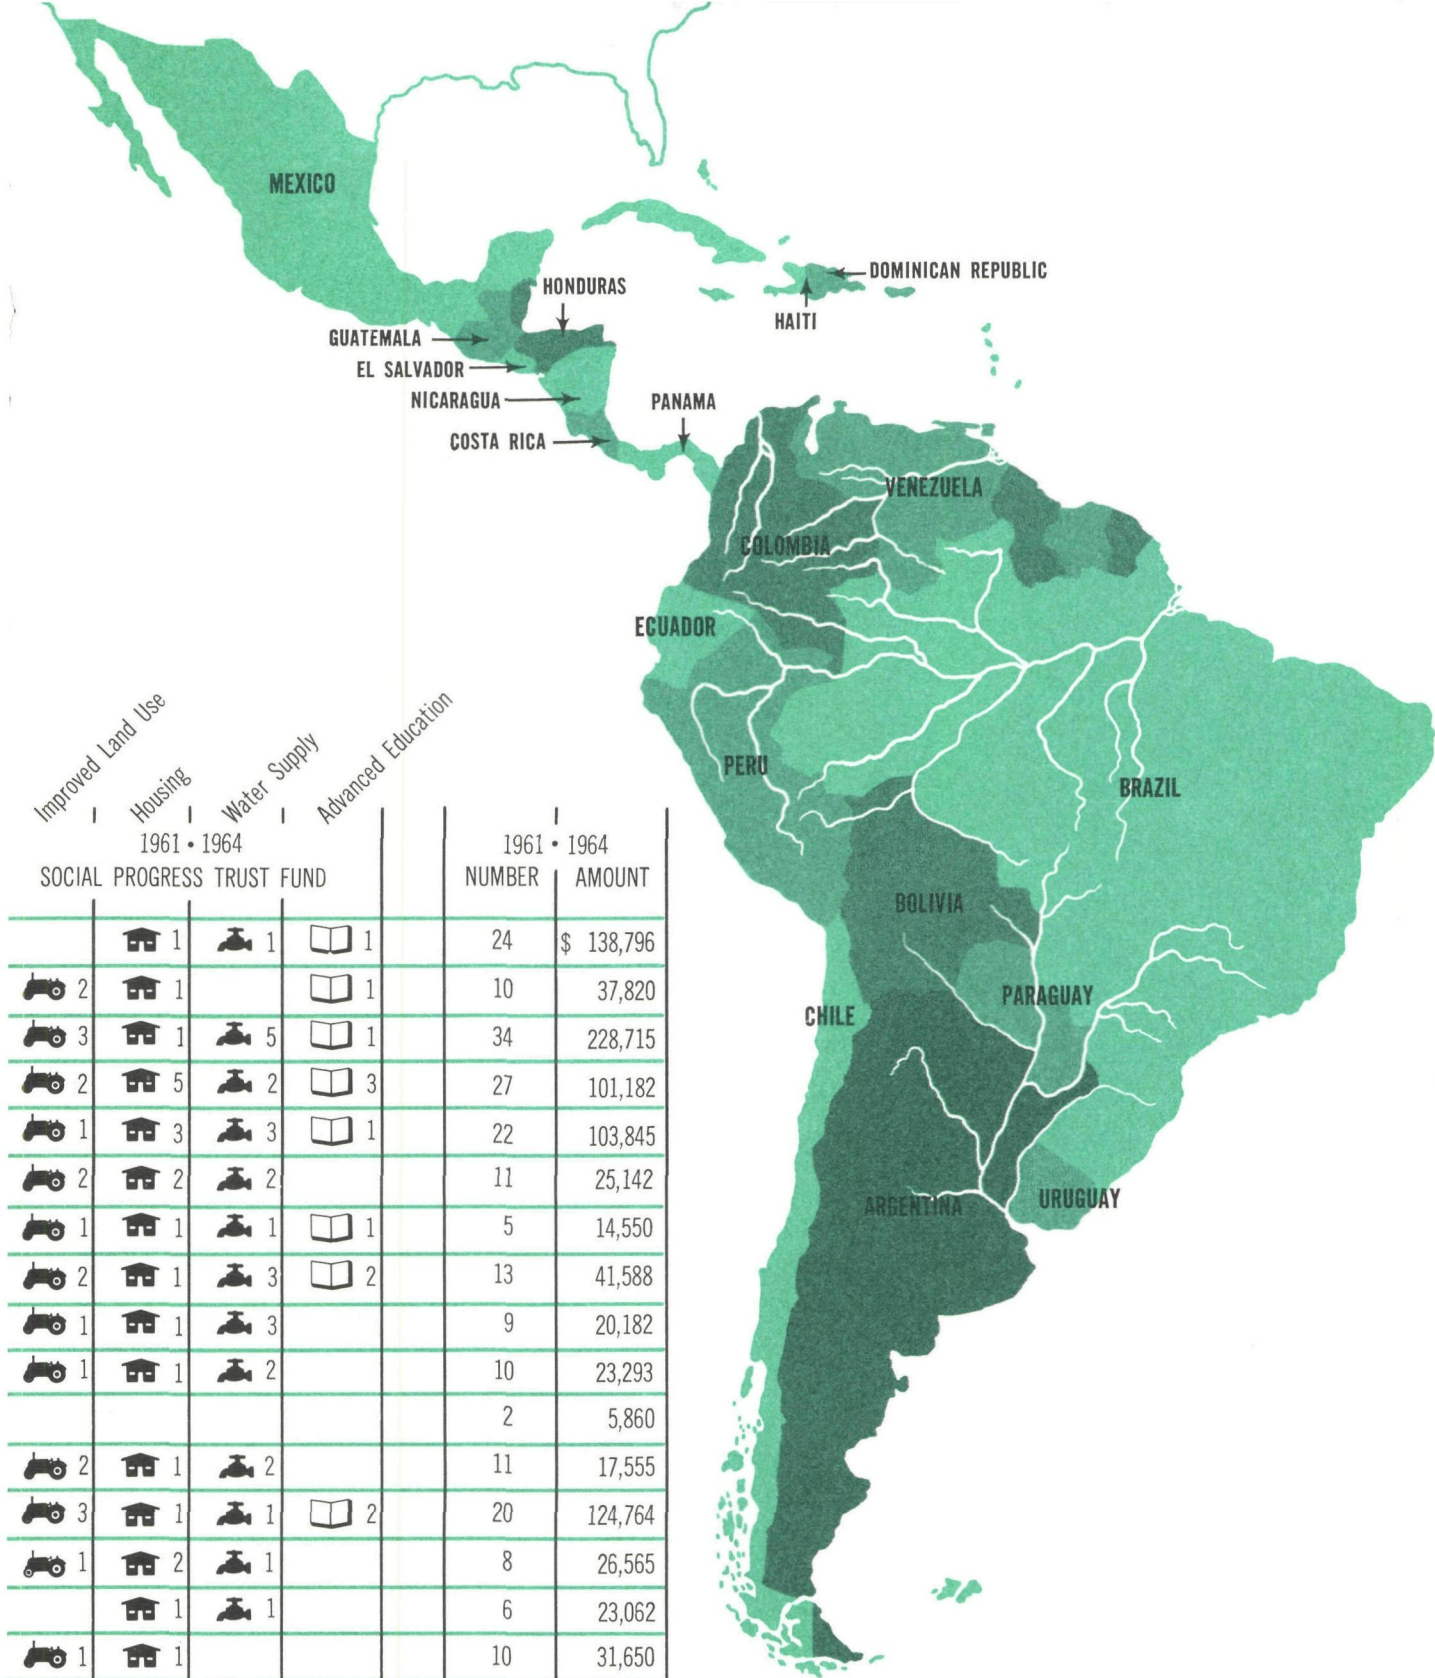 MEXICO
DOMINICAN REPUBLIC
HONDURAS
HAITI
GUATEMALA
EL SALVADOR
NICARAGUA
PANAMA
COSTA RICA
VENEZUELA
COLOMBIA
ECUADOR
PERU
BRAZIL
BOLIVIA
PARAGUAY
CHILE
ARGENTINA
URUGUAY
Improved Land Use
Housing
Water Supply
Advanced Education
1961 • 1964 1961 • 1964
SOCIAL PROGRESS TRUST FUND NUMBER AMOUNT
1 1 1 24 $ 138,796
2 1 1 10 37,820
3 1 5 1 34 228,715
2 5 2 3 27 101,182
1 3 3 1 22 103,845
2 2 2 11 25,142
1 1 1 1 5 14,550
2 1 3 2 13 41,588
1 1 3 9 20,182
1 1 2 10 23,293
2 5,860
2 1 2 11 17,555
3 1 1 2 20 124,764
1 2 1 8 26,565
1 1 6 23,062
1 1 10 31,650